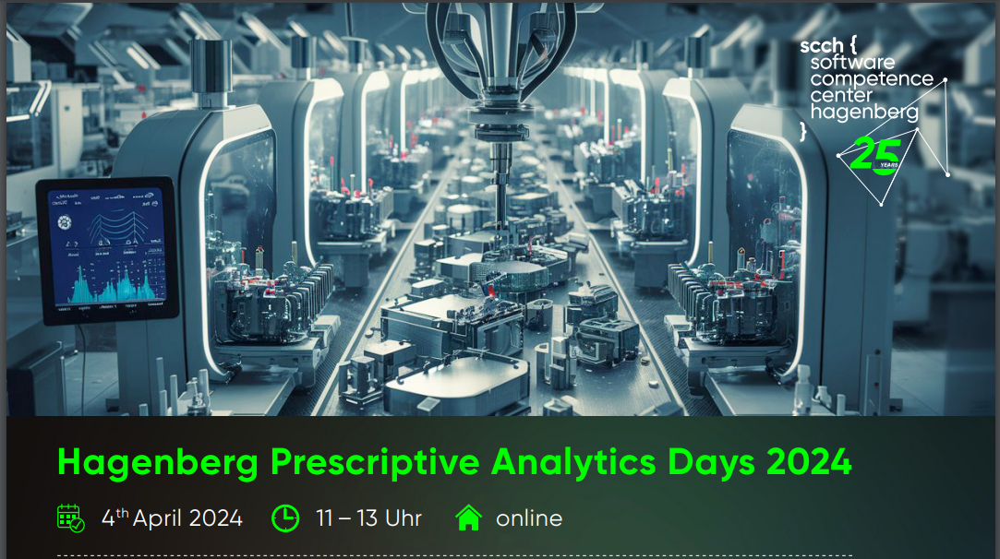 scch {
software
competence
center
hagenberg
}
25
YEARS
Hagenberg Prescriptive Analytics Days 2024
4th April 2024 11 – 13 Uhr online